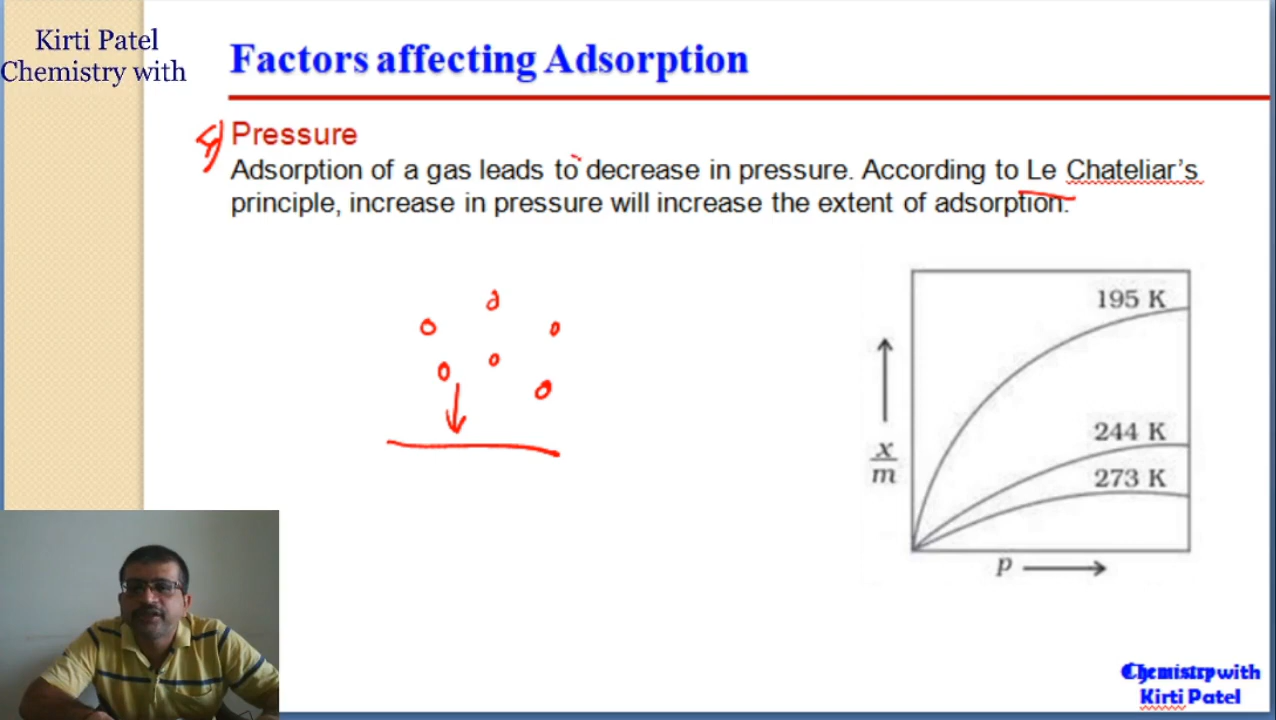 Kirti Patel
Chemistry with
Factors affecting Adsorption
Pressure
Adsorption of a gas leads to decrease in pressure. According to Le Chateliar's
principle, increase in pressure will increase the extent of adsorption.
195 K
244 K
273 K
x
m
p
Chemistry with
Kirti Patel